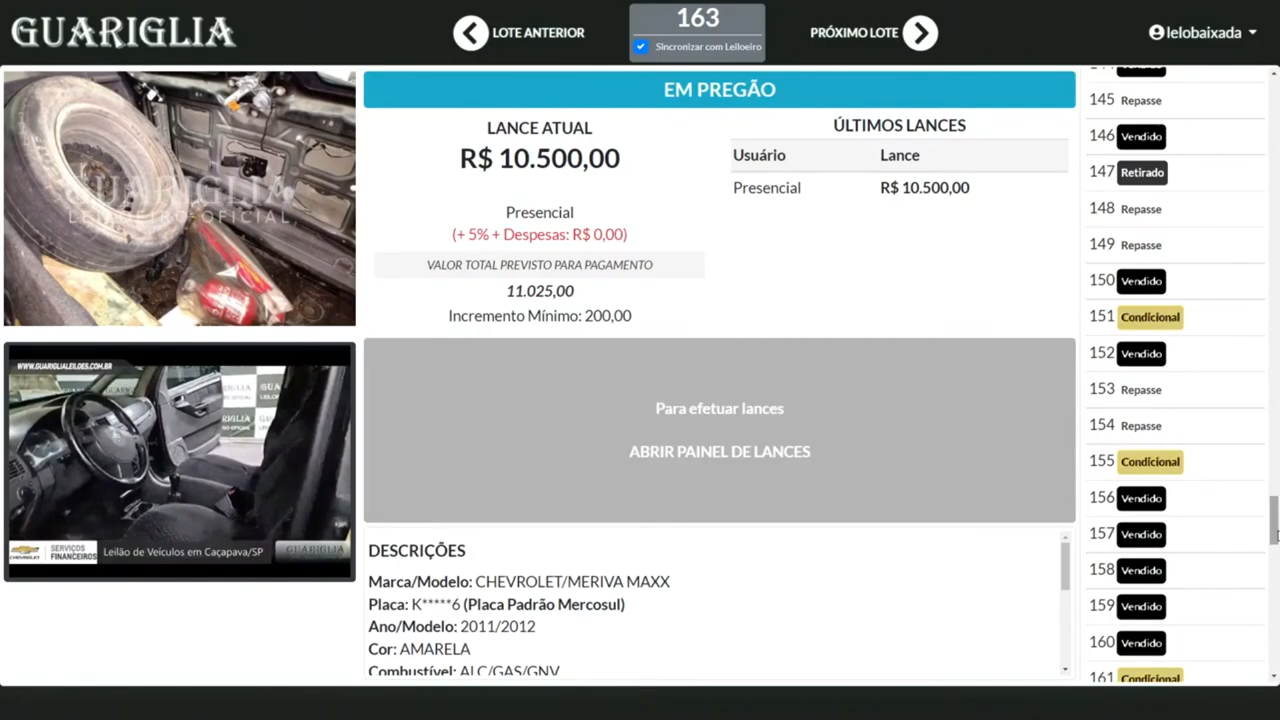 GUARIGLIA
LOTE ANTERIOR
163
Sincronizar com Leiloeiro
PRÓXIMO LOTE
lelobaixada
GUARIGLIA
LEILOEIRO OFICIAL
EM PREGÃO
LANCE ATUAL
R$ 10.500,00
Presencial
(+ 5% + Despesas: R$ 0,00)
VALOR TOTAL PREVISTO PARA PAGAMENTO
11.025,00
Incremento Mínimo: 200,00
ÚLTIMOS LANCES
Usuário Lance
Presencial R$ 10.500,00
Para efetuar lances
ABRIR PAINEL DE LANCES
WWW.GUARIGLIALEILOES.COM.BR
CHEVROLET
SERVIÇOS
FINANCEIROS
Leilão de Veículos em Caçapava/SP
GUARIGLIA
DESCRIÇÕES
Marca/Modelo: CHEVROLET/MERIVA MAXX
Placa: K*****6 (Placa Padrão Mercosul)
Ano/Modelo: 2011/2012
Cor: AMARELA
Combustível: ALC/GAS/GNV
145 Repasse
146 Vendido
147 Retirado
148 Repasse
149 Repasse
150 Vendido
151 Condicional
152 Vendido
153 Repasse
154 Repasse
155 Condicional
156 Vendido
157 Vendido
158 Vendido
159 Vendido
160 Vendido
161 Condicional